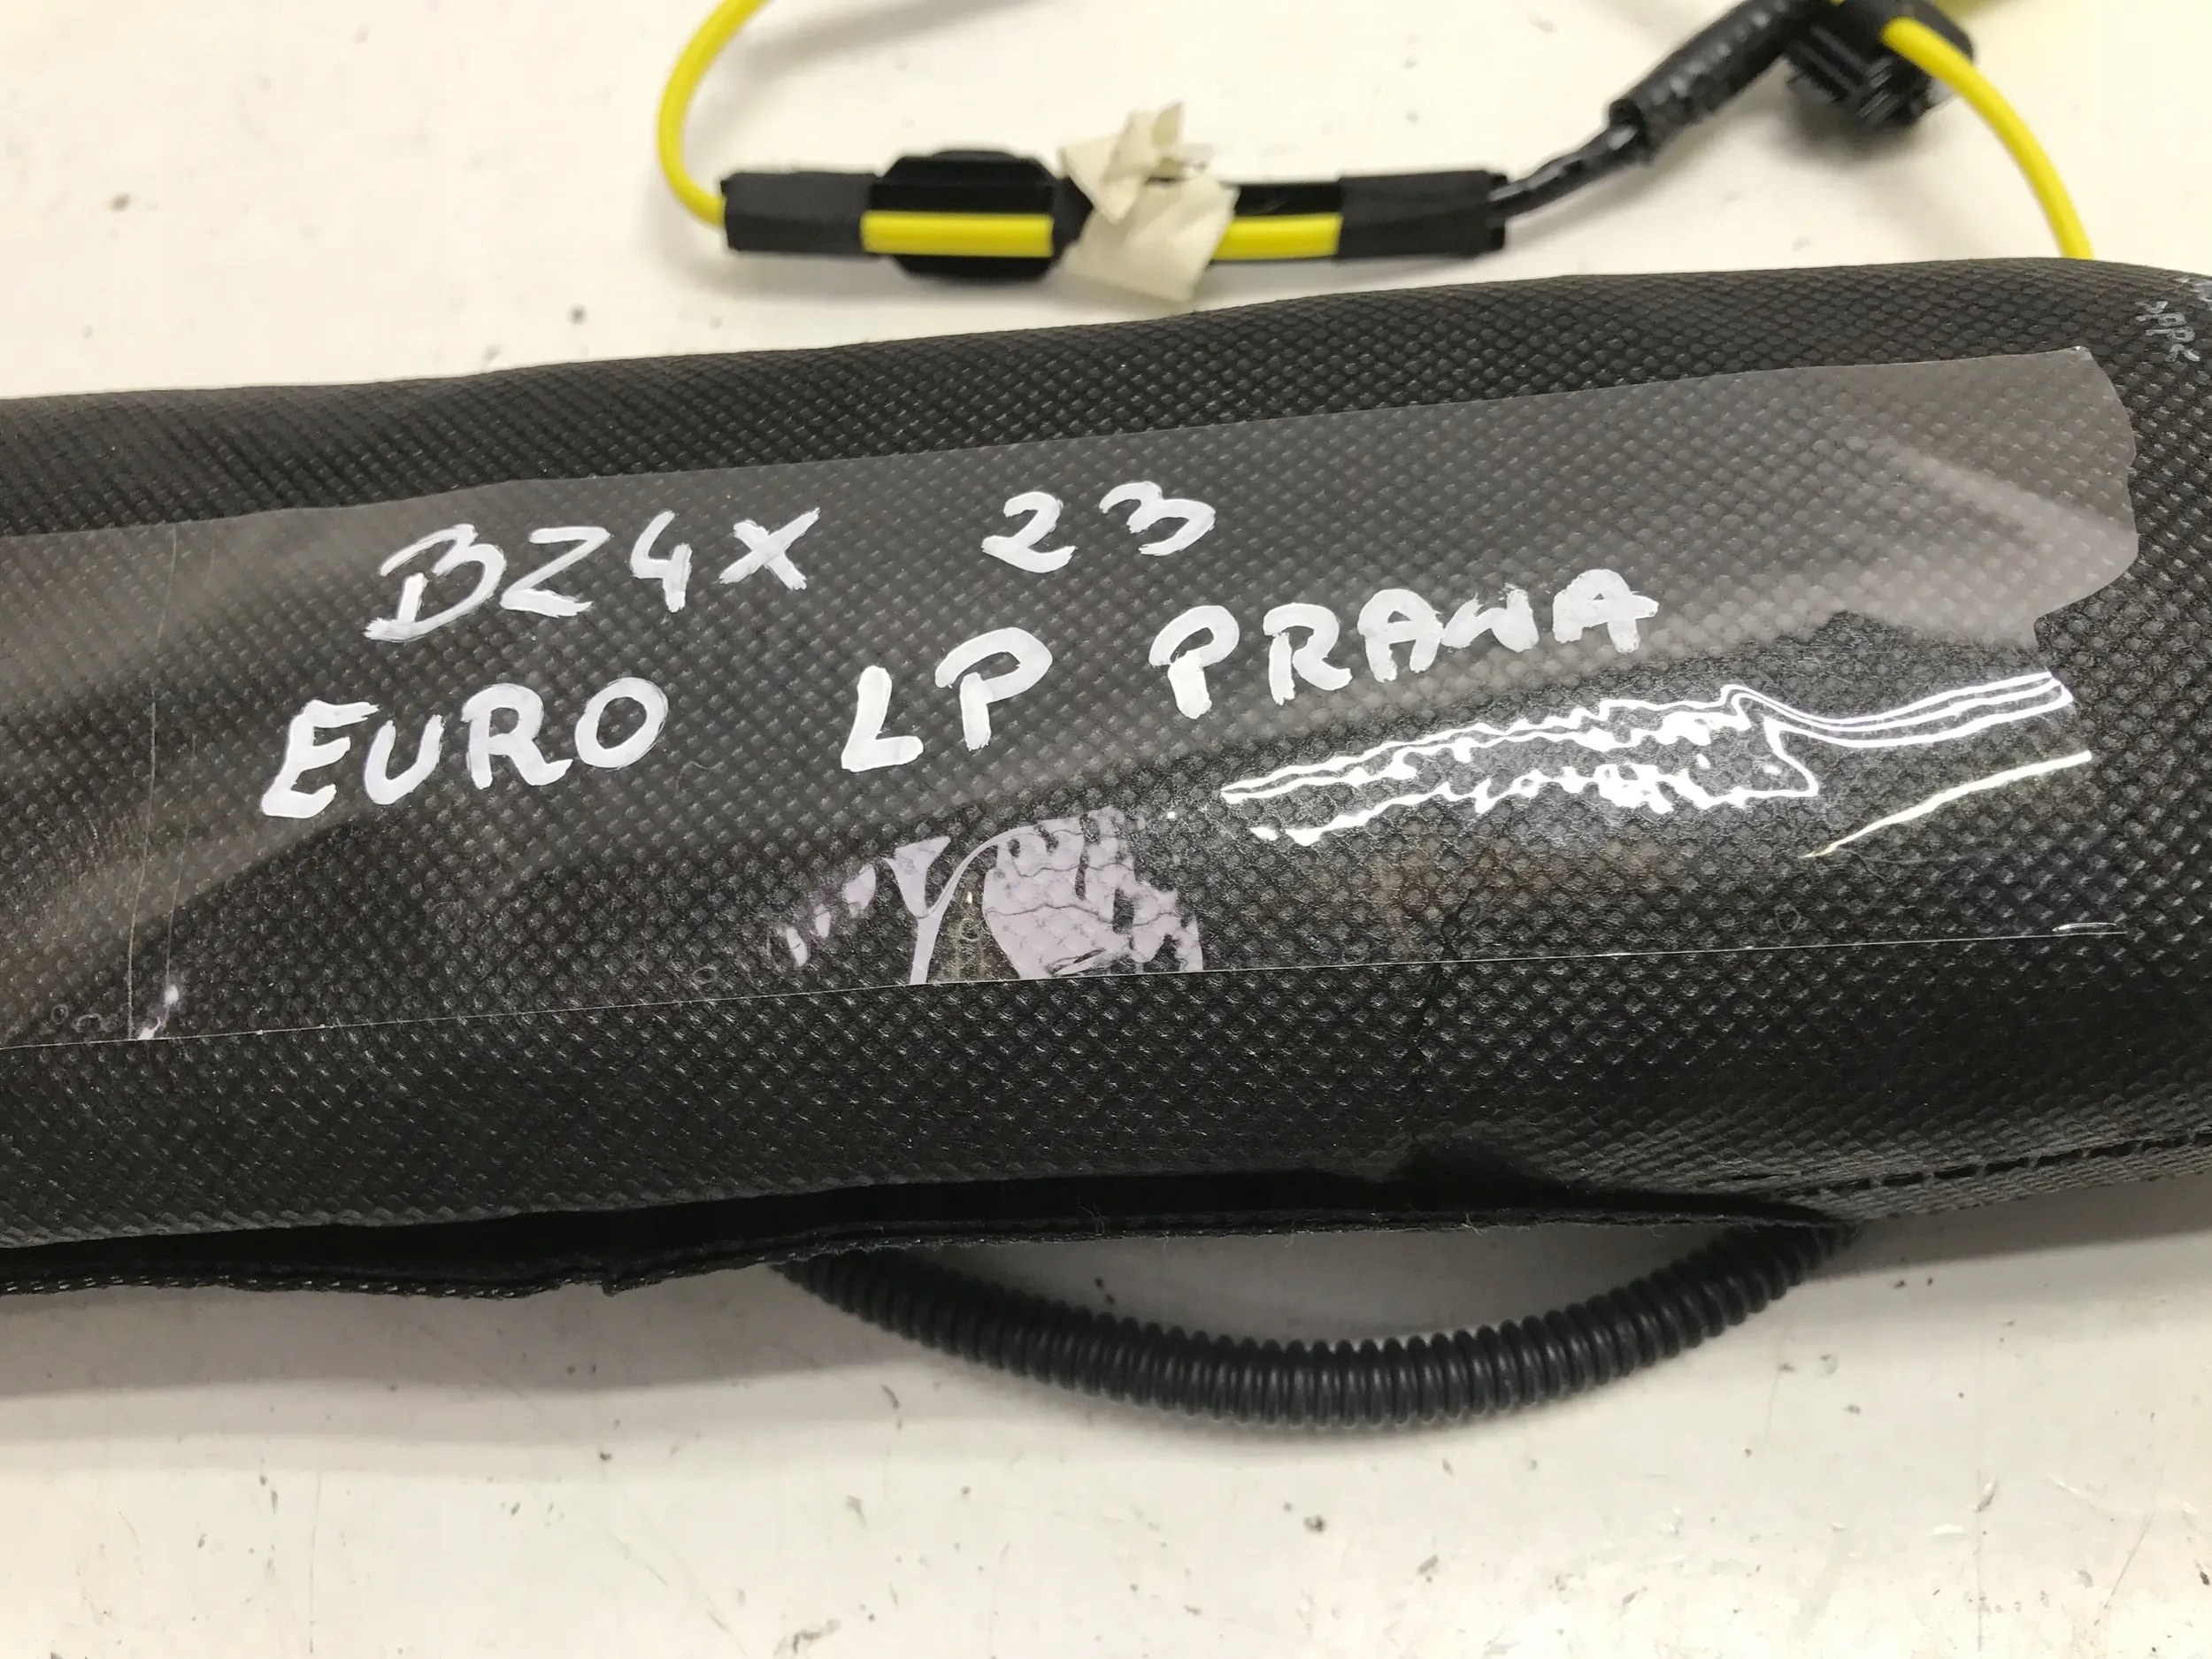 BZ4X 23
EURO LP PRAWA